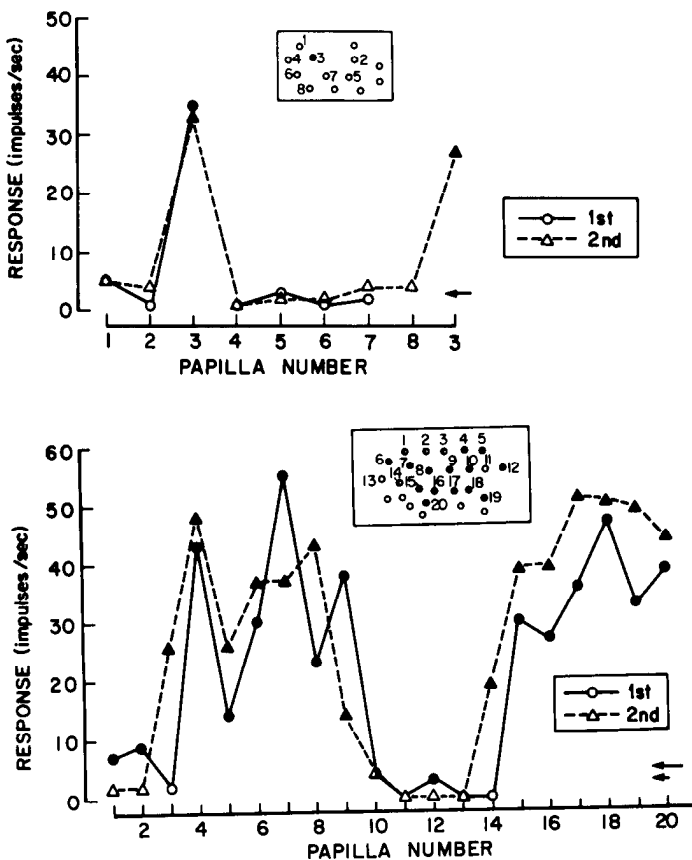 RESPONSE (impulses/sec)
50
40
30
20
10
0
1
4 3 2
6 7 5
8
1st
2nd
1 2 3 4 5 6 7 8 3
PAPILLA NUMBER
RESPONSE (impulses/sec)
60
50
40
30
20
10
0
1 2 3 4 5
6 7 8 9 10 11 12
13 14 15 16 17 18
20 19
1st
2nd
2 4 6 8 10 12 14 16 18 20
PAPILLA NUMBER